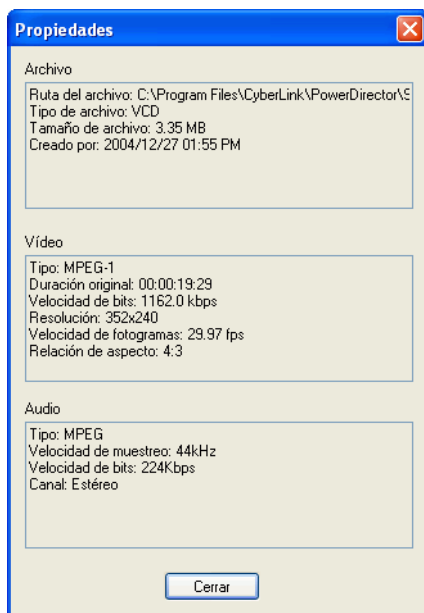 Propiedades
Archivo
Ruta del archivo: C:\Program Files\CyberLink\PowerDirector\S
Tipo de archivo: VCD
Tamaño de archivo: 3.35 MB
Creado por: 2004/12/27 01:55 PM
Vídeo
Tipo: MPEG-1
Duración original: 00:00:19:29
Velocidad de bits: 1162.0 kbps
Resolución: 352x240
Velocidad de fotogramas: 29.97 fps
Relación de aspecto: 4:3
Audio
Tipo: MPEG
Velocidad de muestreo: 44kHz
Velocidad de bits: 224Kbps
Canal: Estéreo
Cerrar